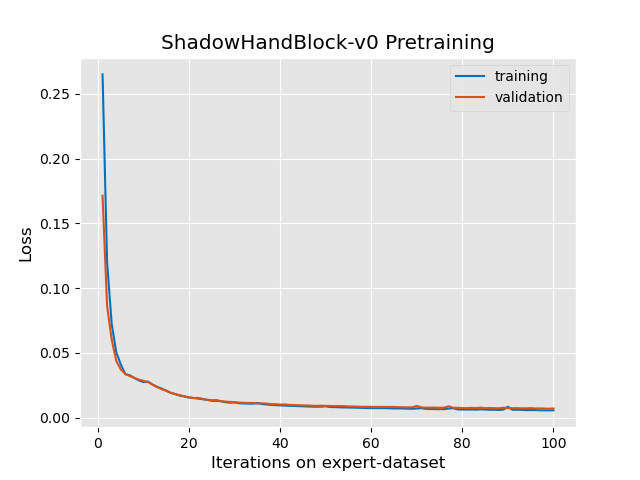 ShadowHandBlock-v0 Pretraining
training
validation
0.25
0.20
0.15
0.10
0.05
0.00
Loss
0
20
40
60
80
100
Iterations on expert-dataset